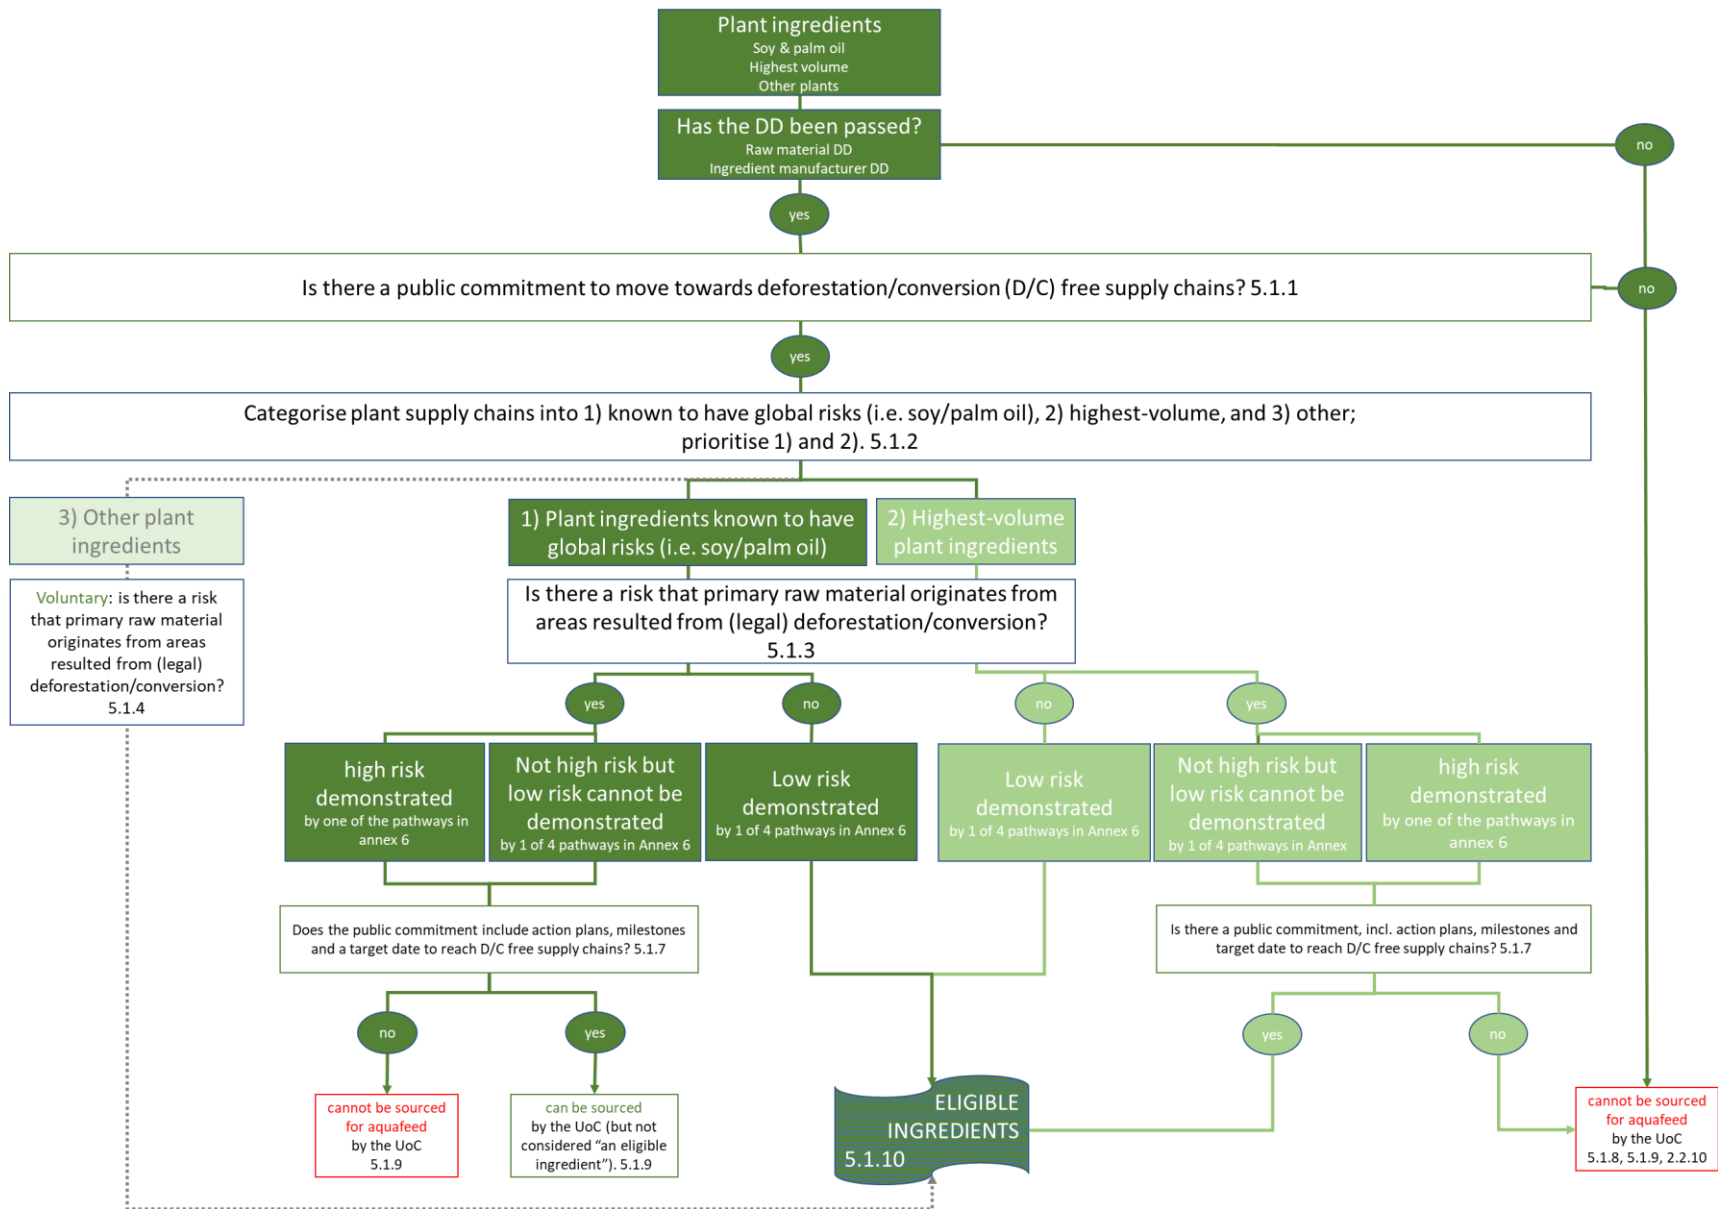 Plant ingredients
Soy & palm oil
Highest volume
Other plants
Has the DD been passed?
Raw material DD
Ingredient manufacturer DD
no
yes
Is there a public commitment to move towards deforestation/conversion (D/C) free supply chains? 5.1.1
no
yes
Categorise plant supply chains into 1) known to have global risks (i.e. soy/palm oil), 2) highest-volume, and 3) other;
prioritise 1) and 2). 5.1.2
3) Other plant
ingredients
1) Plant ingredients known to have
global risks (i.e. soy/palm oil)
2) Highest-volume
plant ingredients
Voluntary: is there a risk
that primary raw material
originates from areas
resulted from (legal)
deforestation/conversion?
5.1.4
Is there a risk that primary raw material originates from
areas resulted from (legal) deforestation/conversion?
5.1.3
yes
no
no
yes
high risk
demonstrated
by one of the pathways in
annex 6
Not high risk but
low risk cannot be
demonstrated
by 1 of 4 pathways in Annex 6
Low risk
demonstrated
by 1 of 4 pathways in Annex 6
Low risk
demonstrated
by 1 of 4 pathways in Annex 6
Not high risk but
low risk cannot be
demonstrated
by 1 of 4 pathways in Annex
high risk
demonstrated
by one of the pathways in
annex 6
Does the public commitment include action plans, milestones
and a target date to reach D/C free supply chains? 5.1.7
Is there a public commitment, incl. action plans, milestones and
target date to reach D/C free supply chains? 5.1.7
no
yes
yes
no
cannot be sourced
for aquafeed
by the UoC
5.1.9
can be sourced
by the UoC (but not
considered “an eligible
ingredient”). 5.1.9
ELIGIBLE
INGREDIENTS
5.1.10
cannot be sourced
for aquafeed
by the UoC
5.1.8, 5.1.9, 2.2.10